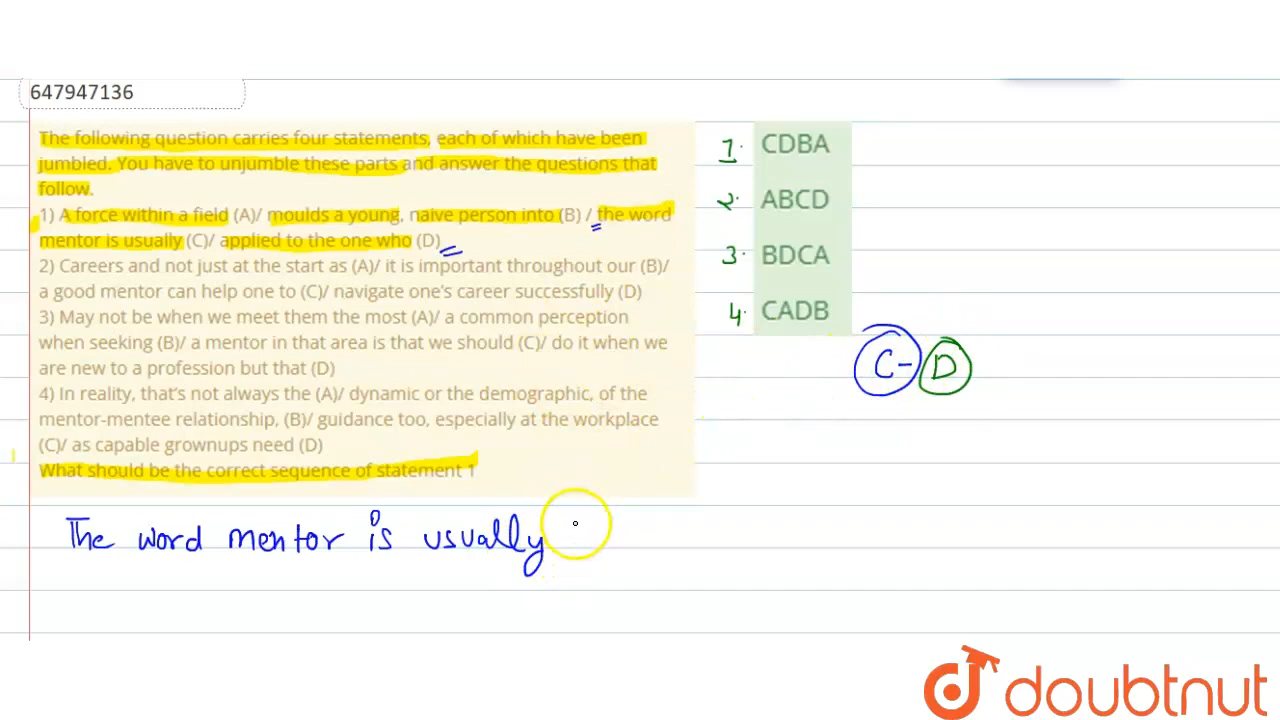 647947136
The following question carries four statements, each of which have been
jumbled. You have to unjumble these parts and answer the questions that
follow.
1) A force within a field (A)/ moulds a young, naive person into (B) / the word
mentor is usually (C)/ applied to the one who (D)
2) Careers and not just at the start as (A)/ it is important throughout our (B)/
a good mentor can help one to (C)/ navigate one's career successfully (D)
3) May not be when we meet them the most (A)/ a common perception
when seeking (B)/ a mentor in that area is that we should (C)/ do it when we
are new to a profession but that (D)
4) In reality, that's not always the (A)/ dynamic or the demographic, of the
mentor-mentee relationship, (B)/ guidance too, especially at the workplace
(C)/ as capable grownups need (D)
What should be the correct sequence of statement 1
1. CDBA
2. ABCD
3. BDCA
4. CADB
C - D
The word mentor is usually
doubtnut